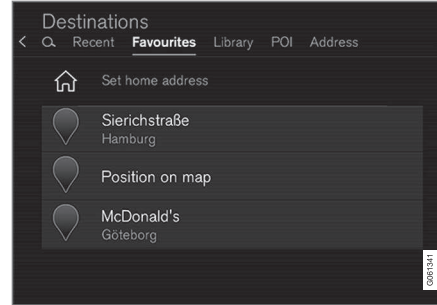 Destinations
Recent Favourites Library POI Address
Set home address
Sierichstraße
Hamburg
Position on map
McDonald's
Göteborg
G061341